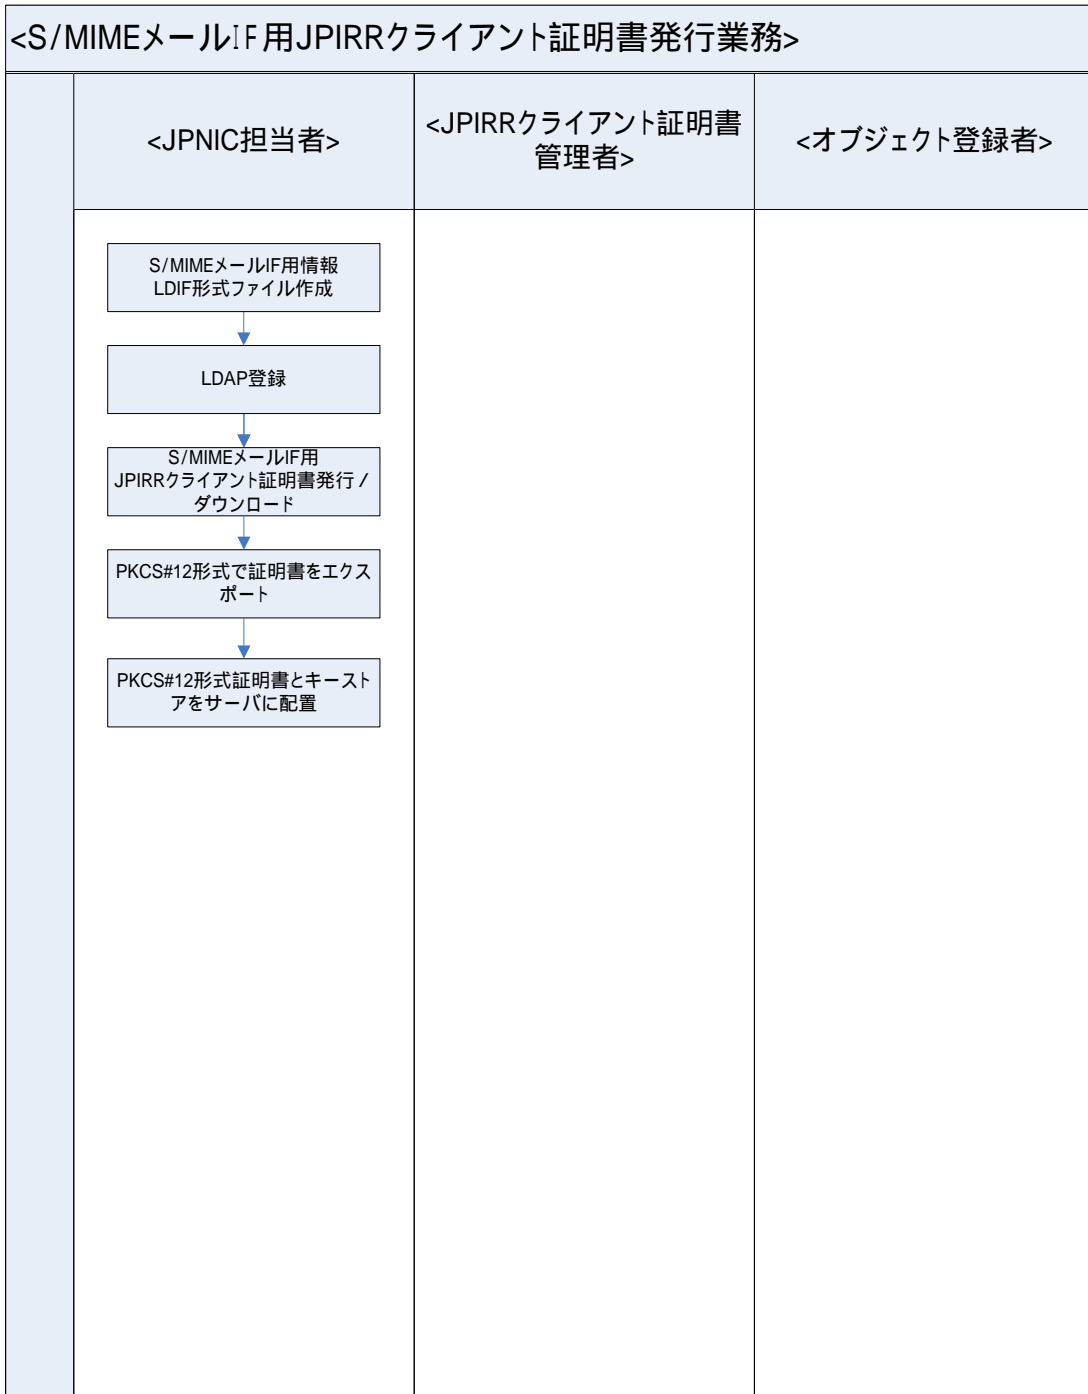 <S/MIMEメールIF用JPIRRクライアント証明書発行業務>
<JPNIC担当者>
<JPIRRクライアント証明書
管理者>
<オブジェクト登録者>
S/MIMEメールIF用情報
LDIF形式ファイル作成
LDAP登録
S/MIMEメールIF用
JPIRRクライアント証明書発行／
ダウンロード
PKCS#12形式で証明書をエクス
ポート
PKCS#12形式証明書とキースト
アをサーバに配置